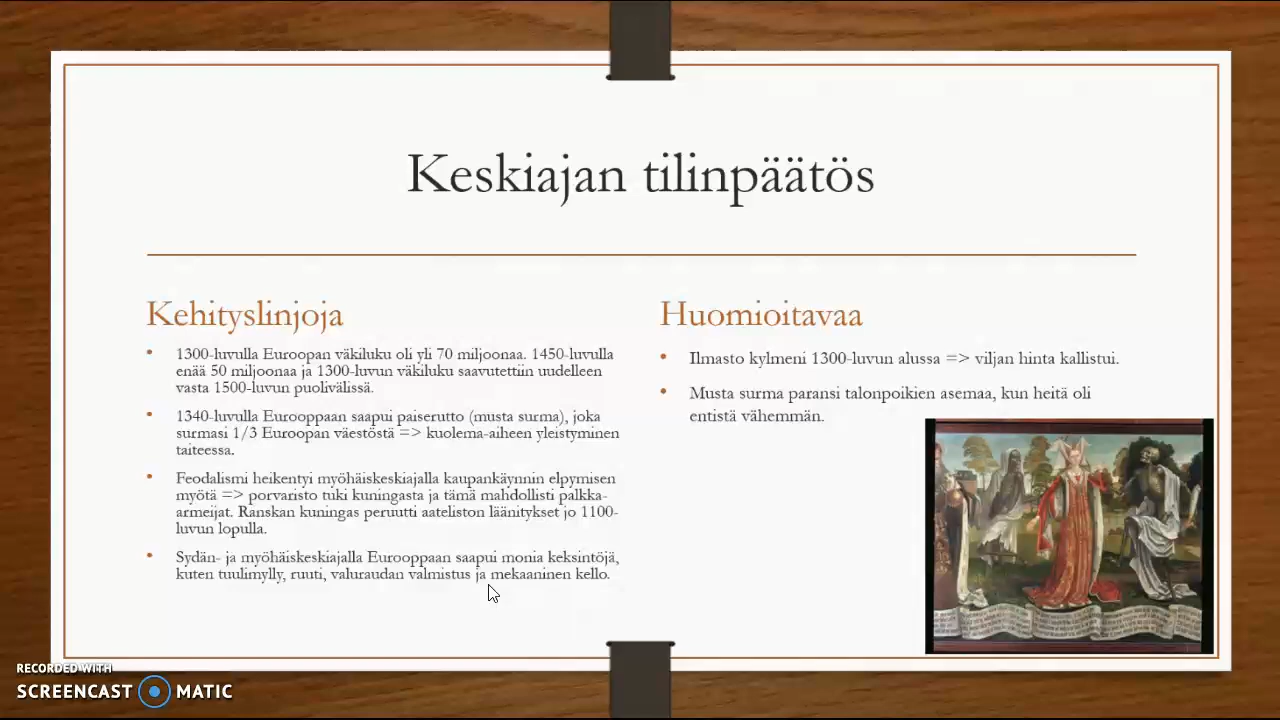 Keskiajan tilinpäätös
Kehityslinjoja
• 1300-luvulla Euroopan väkiluku oli yli 70 miljoonaa. 1450-luvulla
enää 50 miljoonaa ja 1300-luvun väkiluku saavutettiin uudelleen
vasta 1500-luvun puolivälissä.
• 1340-luvulla Eurooppaan saapui paiserutto (musta surma), joka
surmasi 1/3 Euroopan väestöstä => kuolema-aiheen yleistyminen
taiteessa.
• Feodalismi heikentyi myöhäiskeskiajalla kaupankäynnin elpymisen
myötä => porvaristo tuki kuningasta ja tämä mahdollisti palkka-
armeijat. Ranskan kuningas peruutti aateliston läänitykset jo 1100-
luvun lopulla.
• Sydän- ja myöhäiskeskiajalla Eurooppaan saapui monia keksintöjä,
kuten tuulimylly, ruuti, valuraudan valmistus ja mekaaninen kello.
Huomioitavaa
• Ilmasto kylmeni 1300-luvun alussa => viljan hinta kallistui.
• Musta surma paransi talonpoikien asemaa, kun heitä oli
entistä vähemmän.
RECORDED WITH
SCREENCAST MATIC